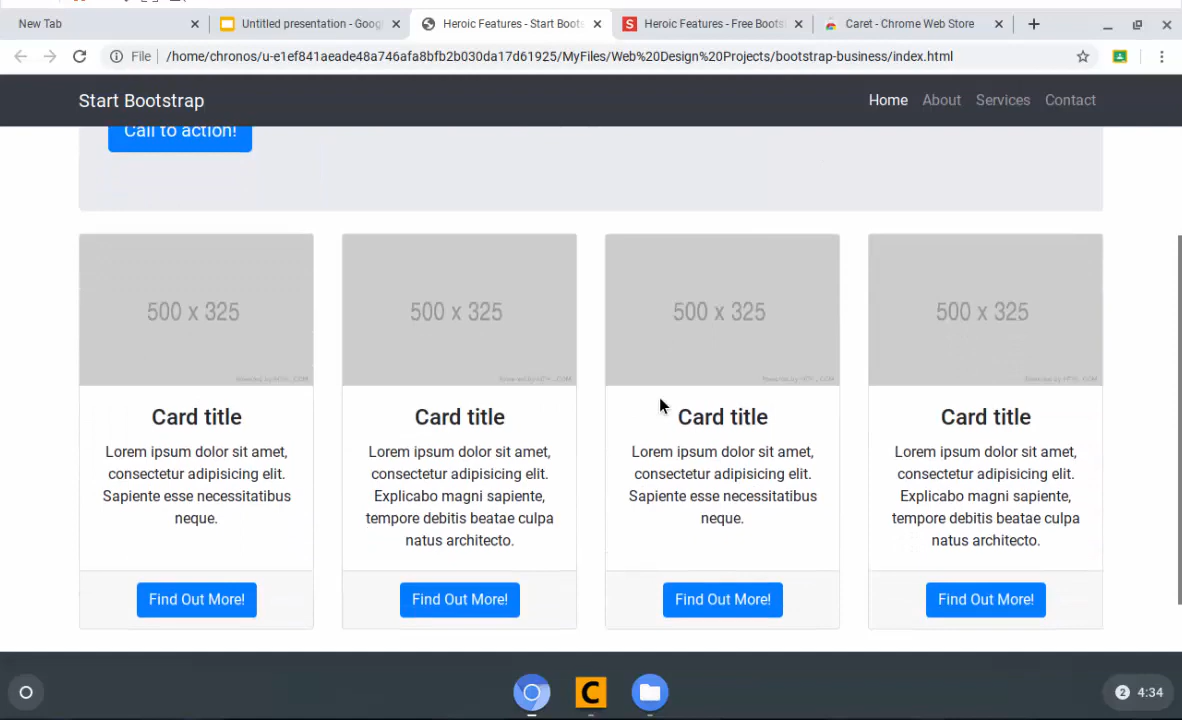 New Tab
Untitled presentation - Goog
Heroic Features - Start Boots
Heroic Features - Free Boots
Caret - Chrome Web Store
File
/home/chronos/u-e1ef841aeade48a746afa8bfb2b030da17d61925/MyFiles/Web%20Design%20Projects/bootstrap-business/index.html
Start Bootstrap
Home
About
Services
Contact
Call to action!
500 x 325
500 x 325
500 x 325
500 x 325
Card title
Lorem ipsum dolor sit amet,
consectetur adipisicing elit.
Sapiente esse necessitatibus
neque.
Find Out More!
Card title
Lorem ipsum dolor sit amet,
consectetur adipisicing elit.
Explicabo magni sapiente,
tempore debitis beatae culpa
natus architecto.
Find Out More!
Card title
Lorem ipsum dolor sit amet,
consectetur adipisicing elit.
Sapiente esse necessitatibus
neque.
Find Out More!
Card title
Lorem ipsum dolor sit amet,
consectetur adipisicing elit.
Explicabo magni sapiente,
tempore debitis beatae culpa
natus architecto.
Find Out More!
2
4:34